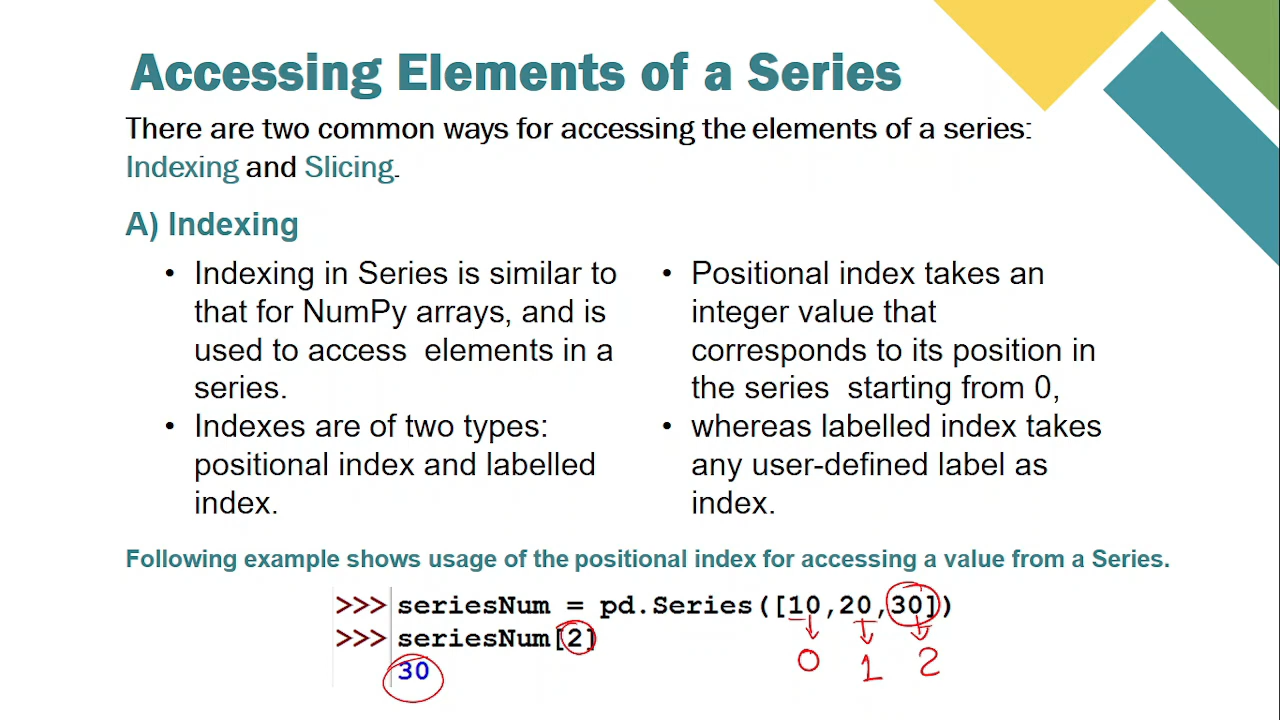 Accessing Elements of a Series
There are two common ways for accessing the elements of a series:
Indexing and Slicing.
A) Indexing
• Indexing in Series is similar to
that for NumPy arrays, and is
used to access elements in a
series.
• Indexes are of two types:
positional index and labelled
index.
• Positional index takes an
integer value that
corresponds to its position in
the series starting from 0,
• whereas labelled index takes
any user-defined label as
index.
Following example shows usage of the positional index for accessing a value from a Series.
>>> seriesNum = pd.Series([10,20,30])
>>> seriesNum[2]
30
0 1 2